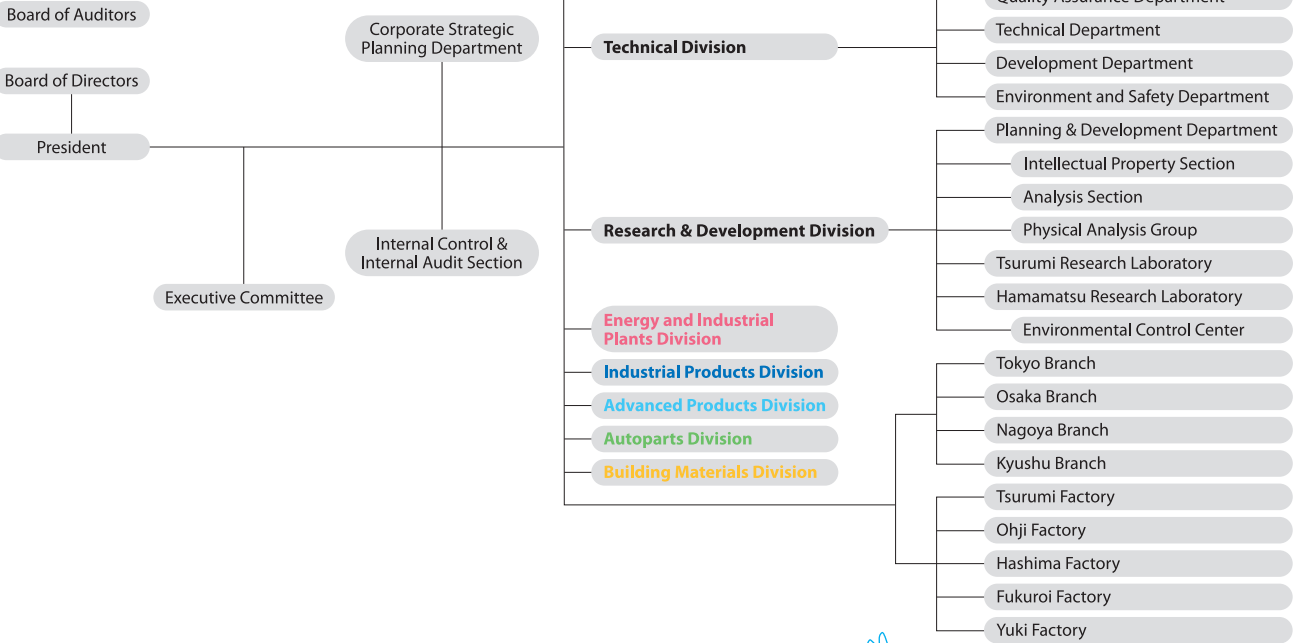 Board of Auditors
Board of Directors
President
Executive Committee
Corporate Strategic
Planning Department
Internal Control &
Internal Audit Section
Technical Division
Research & Development Division
Energy and Industrial
Plants Division
Industrial Products Division
Advanced Products Division
Autoparts Division
Building Materials Division
Quality Assurance Department
Technical Department
Development Department
Environment and Safety Department
Planning & Development Department
Intellectual Property Section
Analysis Section
Physical Analysis Group
Tsurumi Research Laboratory
Hamamatsu Research Laboratory
Environmental Control Center
Tokyo Branch
Osaka Branch
Nagoya Branch
Kyushu Branch
Tsurumi Factory
Ohji Factory
Hashima Factory
Fukuroi Factory
Yuki Factory